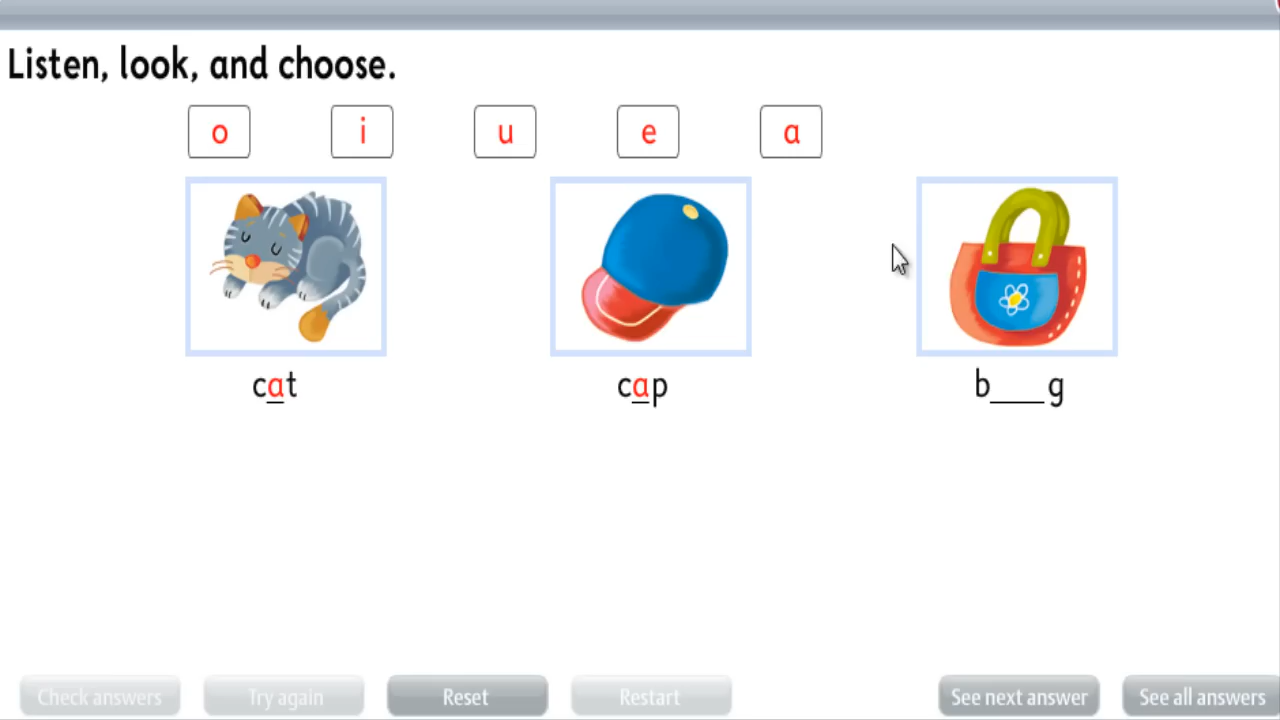 Listen, look, and choose.
o i u e a
cat cap b___g
Check answers Try again Reset Restart See next answer See all answers